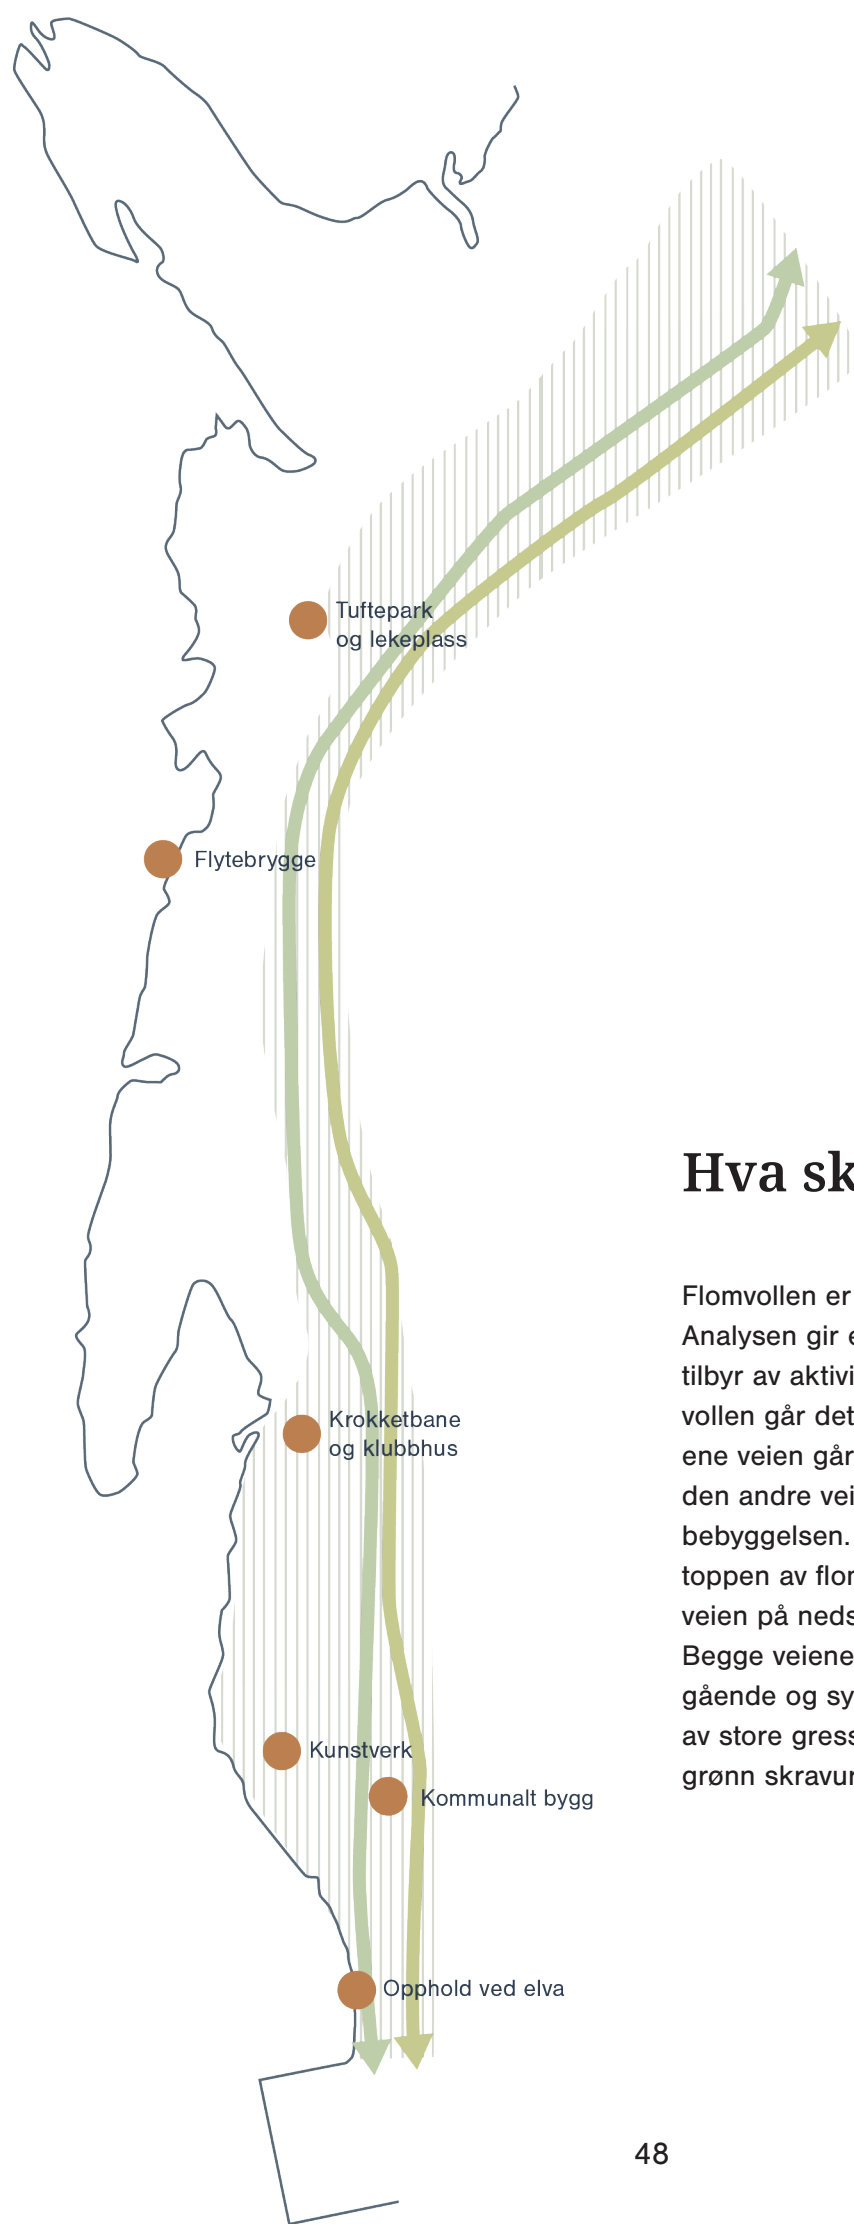 Tuftepark
og lekeplass
Flytebrygge
Krokketbane
og klubbhus
Kunstverk
Kommunalt bygg
Opphold ved elva
Hva sk
Flomvollen er
Analysen gir e
tilbyr av aktivi
vollen går det
ene veien går
den andre vei
bebyggelsen.
toppen av flor
veien på neds
Begge veiene
gående og sy
av store gress
grønn skravur
48